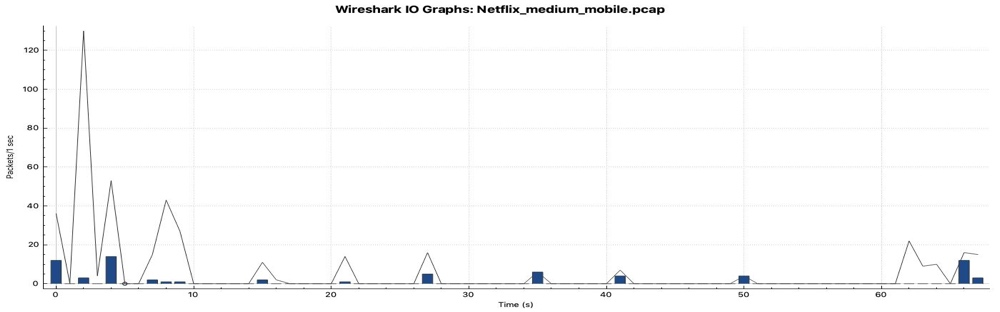 Wireshark IO Graphs: Netflix_medium_mobile.pcap
Packets/1 sec
120
100
80
60
40
20
0
0 10 20 30 40 50 60
Time (s)